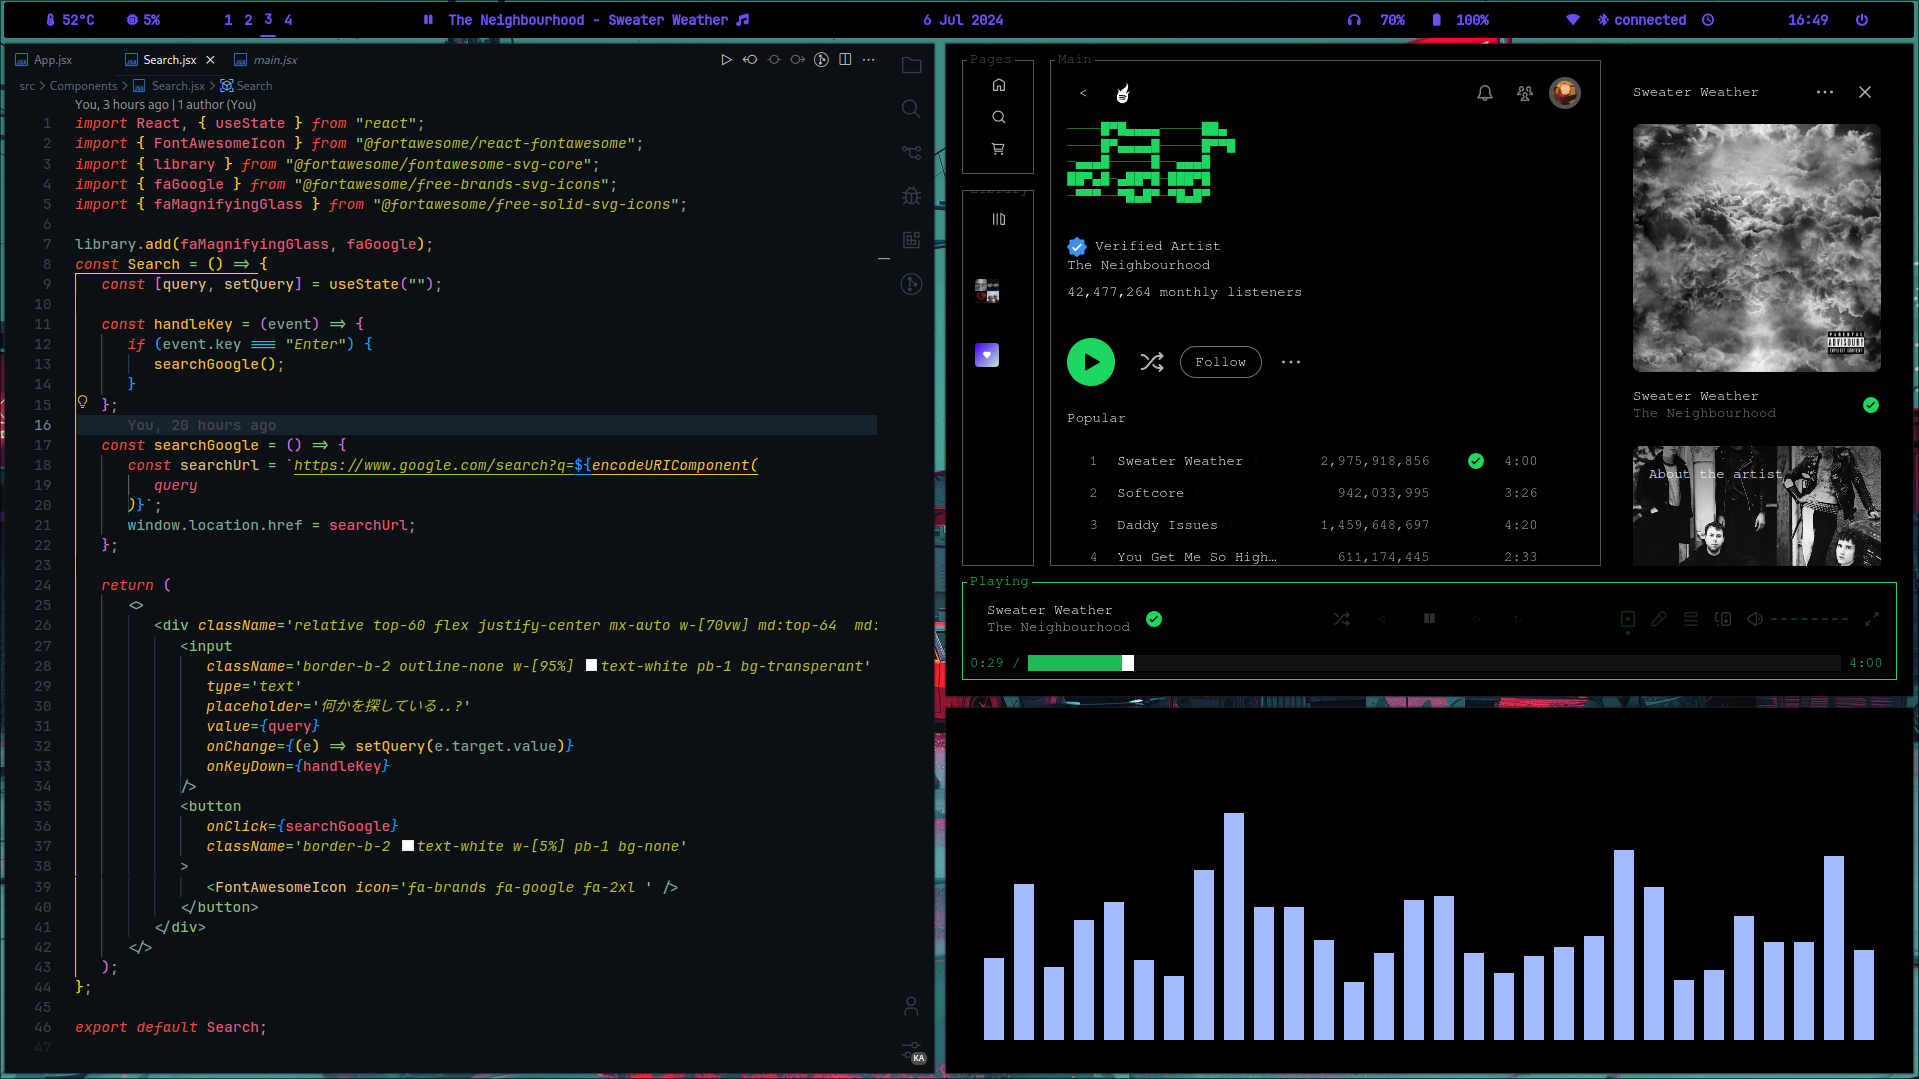 52°C 5% 1 2 3 4 The Neighbourhood - Sweater Weather 6 Jul 2024 70% 100% connected 16:49
App.jsx Search.jsx main.jsx
src > Components > Search.jsx > Search
You, 3 hours ago | 1 author (You)
1 import React, { useState } from "react";
2 import { FontAwesomeIcon } from "@fortawesome/react-fontawesome";
3 import { library } from "@fortawesome/fontawesome-svg-core";
4 import { faGoogle } from "@fortawesome/free-brands-svg-icons";
5 import { faMagnifyingGlass } from "@fortawesome/free-solid-svg-icons";
6
7 library.add(faMagnifyingGlass, faGoogle);
8 const Search = () => {
9 const [query, setQuery] = useState("");
10
11 const handleKey = (event) => {
12 if (event.key === "Enter") {
13 searchGoogle();
14 }
15 };
16 You, 20 hours ago
17 const searchGoogle = () => {
18 const searchUrl = `https://www.google.com/search?q=${encodeURIComponent(
19 query
20 )}`;
21 window.location.href = searchUrl;
22 };
23
24 return (
25 <>
26 <div className='relative top-60 flex justify-center mx-auto w-[70vw] md:top-64 md:
27 <input
28 className='border-b-2 outline-none w-[95%] text-white pb-1 bg-transperant'
29 type='text'
30 placeholder='何かを探している..?'
31 value={query}
32 onChange={(e) => setQuery(e.target.value)}
33 onKeyDown={handleKey}
34 />
35 <button
36 onClick={searchGoogle}
37 className='border-b-2 text-white w-[5%] pb-1 bg-none'
38 >
39 <FontAwesomeIcon icon='fa-brands fa-google fa-2xl ' />
40 </button>
41 </div>
42 </>
43 );
44 };
45
46 export default Search;
47
KA
Pages
Library
Main
<
Verified Artist
The Neighbourhood
42,477,264 monthly listeners
Follow
Popular
1 Sweater Weather 2,975,918,856 4:00
2 Softcore 942,033,995 3:26
3 Daddy Issues 1,459,648,697 4:20
4 You Get Me So High… 611,174,445 2:33
Sweater Weather
PARENTAL
ADVISORY
EXPLICIT CONTENT
Sweater Weather
The Neighbourhood
About the artist
Playing
Sweater Weather
The Neighbourhood
0:29 / 4:00